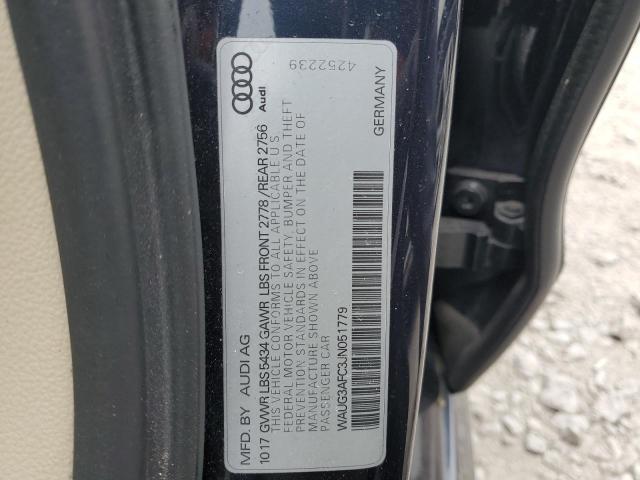 MFD. BY AUDI AG
10 17 GVWR LBS 5434 GAWR LBS FRONT 2778 / REAR 2756
THIS VEHICLE CONFORMS TO ALL APPLICABLE U S
FEDERAL MOTOR VEHICLE SAFETY, BUMPER AND THEFT
PREVENTION STANDARDS IN EFFECT ON THE DATE OF
MANUFACTURE SHOWN ABOVE
PASSENGER CAR
WAUG3AFC3JN051779
GERMANY
Audi
4252239